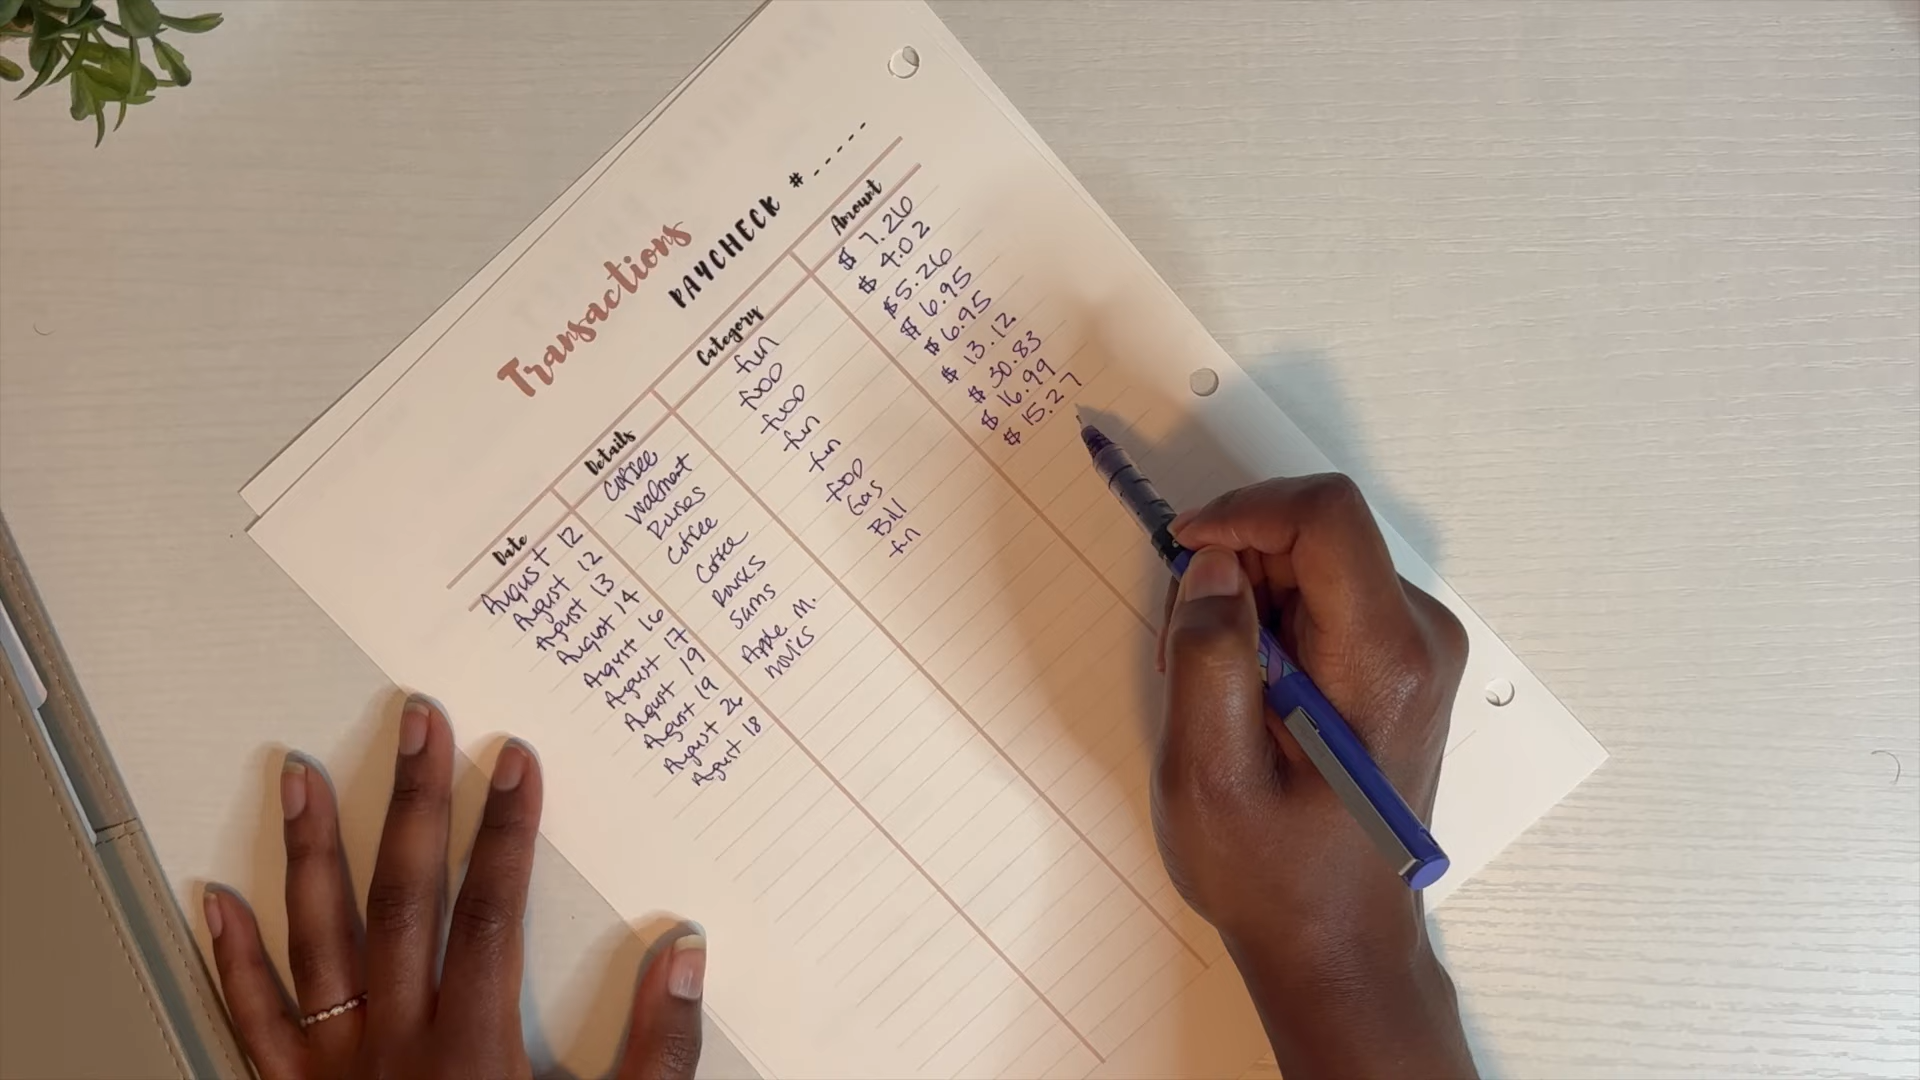 Transactions
PAYCHECK # -----
Date Details Category Amount
August 12 Coffee fun $ 7.26
August 12 Walmart food $ 4.02
August 13 Rouses food $5.26
August 14 Coffee fun $ 6.95
August 16 Coffee fun $ 6.95
August 17 Rouses food $ 13.12
August 19 Sams Gas $ 30.83
August 19 Apple M. Bill $ 16.99
August 26 movies fun $ 15.27
August 18